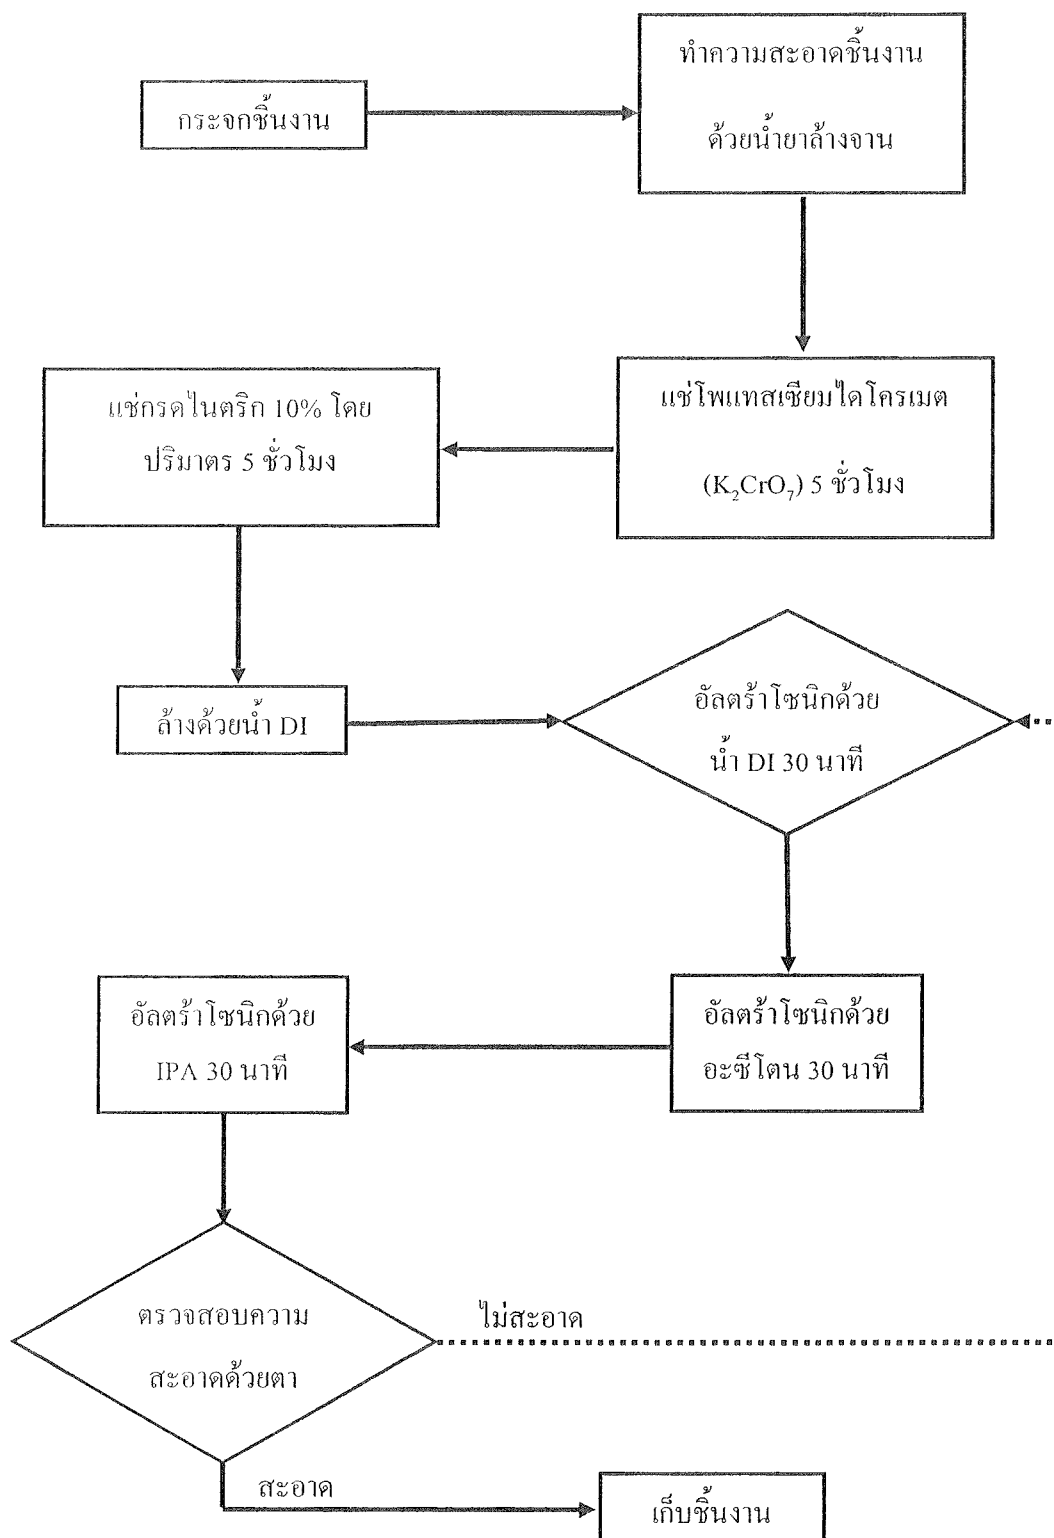 กระจกชิ้นงาน
ทำความสะอาดชิ้นงาน
ด้วยน้ำยาล้างจาน
แช่โพแทสเซียมไดโครเมต
(K₂CrO₇) 5 ชั่วโมง
แช่กรดไนตริก 10% โดย
ปริมาตร 5 ชั่วโมง
ล้างด้วยน้ำ DI
อัลตร้าโซนิกด้วย
น้ำ DI 30 นาที
อัลตร้าโซนิกด้วย
อะซีโตน 30 นาที
อัลตร้าโซนิกด้วย
IPA 30 นาที
ตรวจสอบความ
สะอาดด้วยตา
ไม่สะอาด
สะอาด
เก็บชิ้นงาน